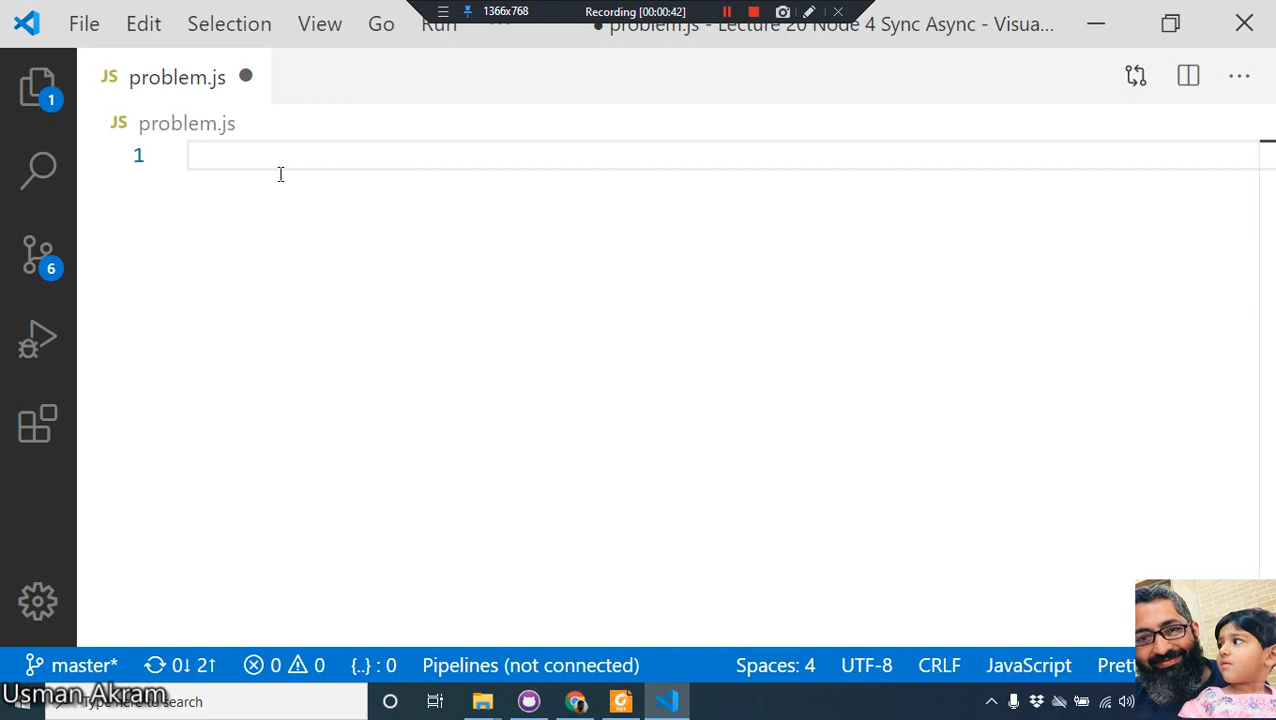 1366x768 Recording [00:00:42]
File Edit Selection View Go Run ··· ● problem.js - Lecture 20 Node 4 Sync Async - Visua...
JS problem.js ●
1
JS problem.js
1
6
master* 0↓ 2↑ 0 0 {..} : 0 Pipelines (not connected) Spaces: 4 UTF-8 CRLF JavaScript
Usman Akram
Type here to search